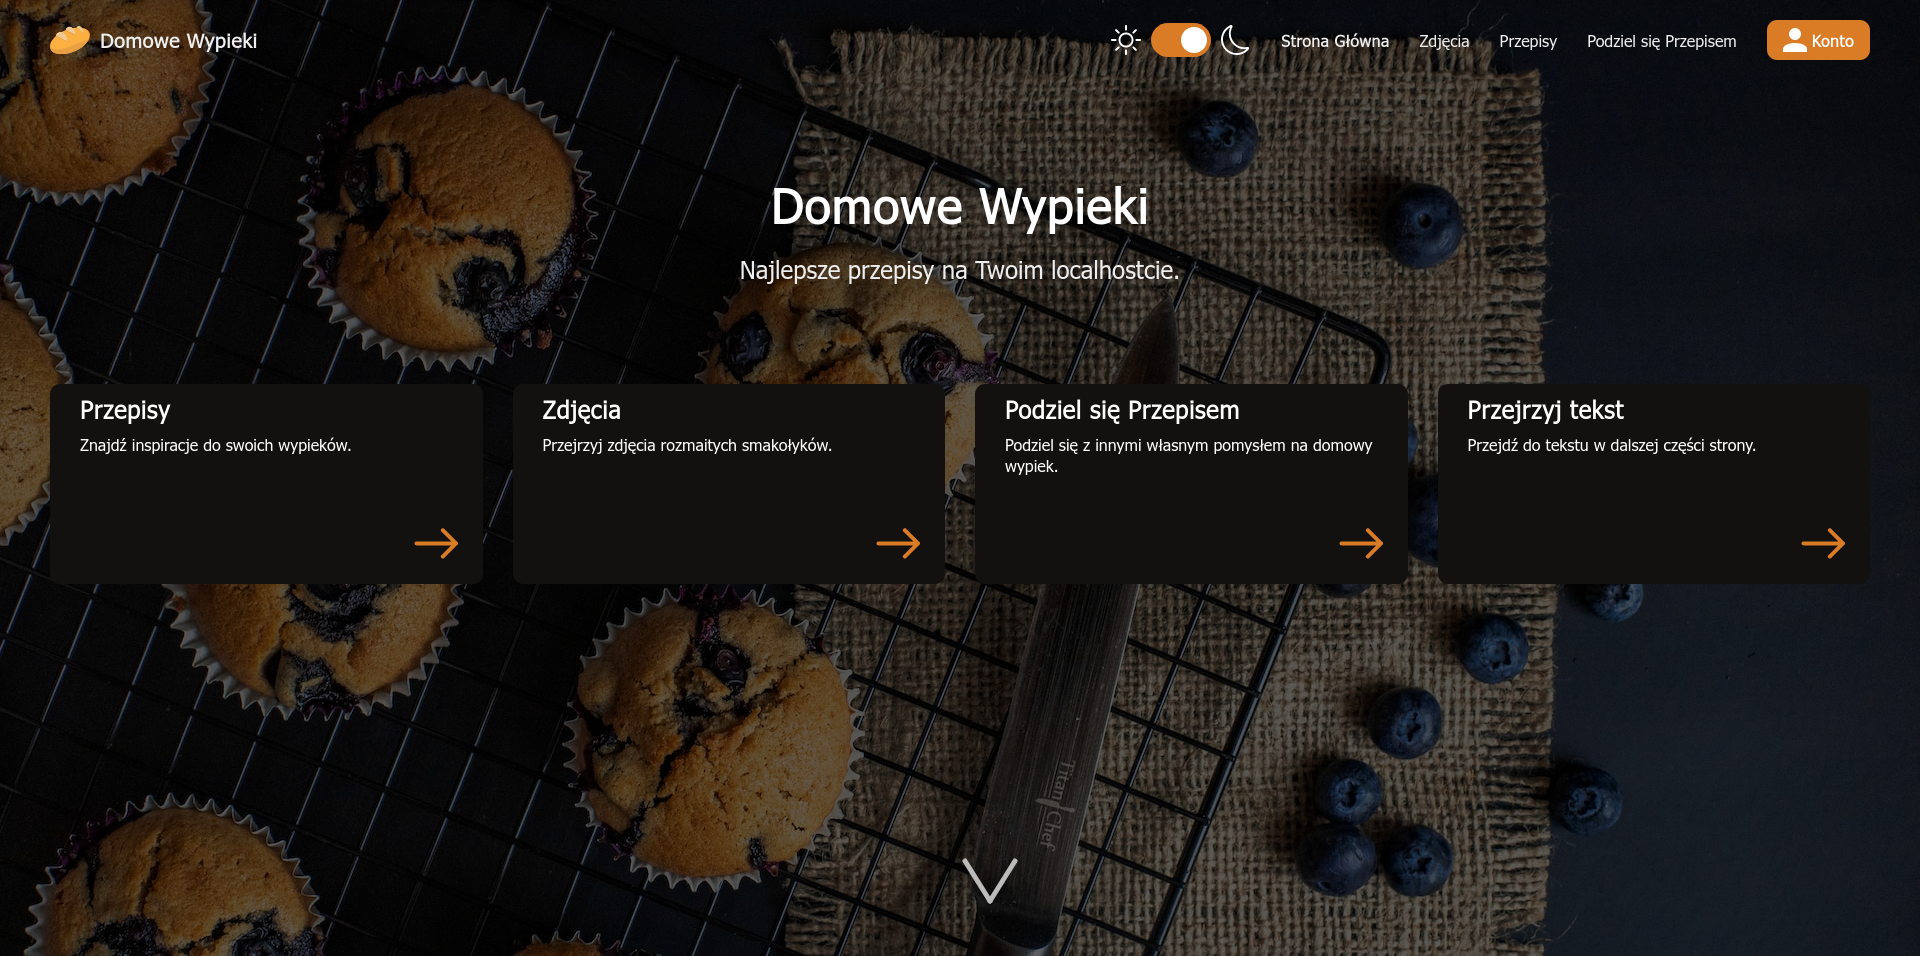 Domowe Wypieki
Strona Główna
Zdjęcia
Przepisy
Podziel się Przepisem
Konto
Domowe Wypieki
Najlepsze przepisy na Twoim localhostcie.
Przepisy
Znajdź inspiracje do swoich wypieków.
Zdjęcia
Przejrzyj zdjęcia rozmaitych smakołyków.
Podziel się Przepisem
Podziel się z innymi własnym pomysłem na domowy
wypiek.
Przejrzyj tekst
Przejdź do tekstu w dalszej części strony.
Titan Chef